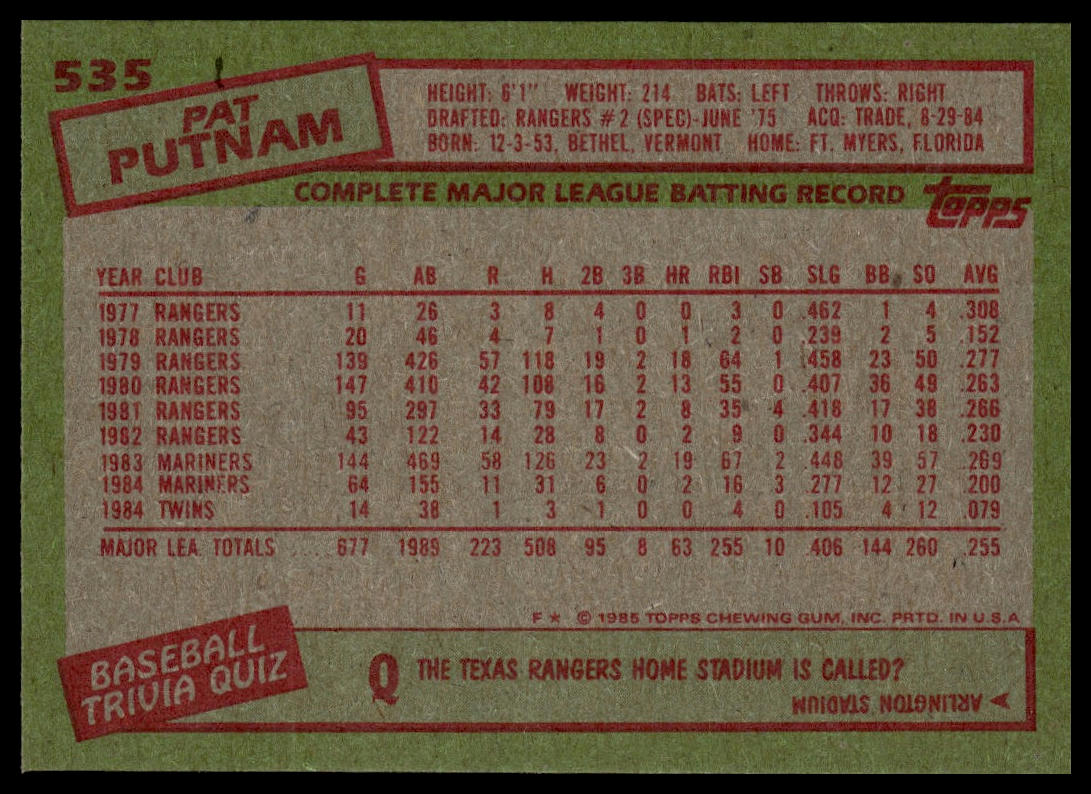 535
PAT
PUTNAM
HEIGHT: 6'1" WEIGHT: 214 BATS: LEFT THROWS: RIGHT
DRAFTED: RANGERS #2 (SPEC)-JUNE '75 ACQ: TRADE, 8-29-84
BORN: 12-3-53, BETHEL, VERMONT HOME: FT. MYERS, FLORIDA
COMPLETE MAJOR LEAGUE BATTING RECORD
TOPPS
YEAR CLUB G AB R H 2B 3B HR RBI SB SLG BB SO AVG
1977 RANGERS 11 26 3 8 4 0 0 3 0 .462 1 4 .308
1978 RANGERS 20 46 4 7 1 0 1 2 0 .239 2 5 .152
1979 RANGERS 139 426 57 118 19 2 18 64 1 .458 23 50 .277
1980 RANGERS 147 410 42 108 16 2 13 55 0 .407 36 49 .263
1981 RANGERS 95 297 33 79 17 2 8 35 4 .418 17 38 .266
1982 RANGERS 43 122 14 28 8 0 2 9 0 .344 10 18 .230
1983 MARINERS 144 469 58 126 23 2 19 67 2 .448 39 57 .269
1984 MARINERS 64 155 11 31 6 0 2 16 3 .277 12 27 .200
1984 TWINS 14 38 1 3 1 0 0 4 0 .105 4 12 .079
MAJOR LEA. TOTALS ..... 677 1989 223 508 95 8 63 255 10 .406 144 260 .255
F * © 1985 TOPPS CHEWING GUM, INC. PRTD. IN U.S.A
BASEBALL
TRIVIA QUIZ
Q THE TEXAS RANGERS HOME STADIUM IS CALLED?
ARLINGTON STADIUM